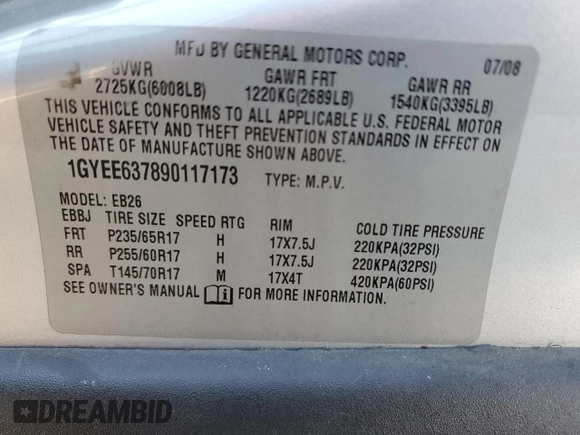 MFD BY GENERAL MOTORS CORP. 07/08
GVWR GAWR FRT GAWR RR
2725KG(6008LB) 1220KG(2689LB) 1540KG(3395LB)
THIS VEHICLE CONFORMS TO ALL APPLICABLE U.S. FEDERAL MOTOR
VEHICLE SAFETY AND THEFT PREVENTION STANDARDS IN EFFECT ON
THE DATE OF MANUFACTURE SHOWN ABOVE.
1GYEE637890117173 TYPE: M.P.V.
MODEL: EB26
EBBJ TIRE SIZE SPEED RTG RIM COLD TIRE PRESSURE
FRT P235/65R17 H 17X7.5J 220KPA(32PSI)
RR P255/60R17 H 17X7.5J 220KPA(32PSI)
SPA T145/70R17 M 17X4T 420KPA(60PSI)
SEE OWNER'S MANUAL FOR MORE INFORMATION.
DREAMBID